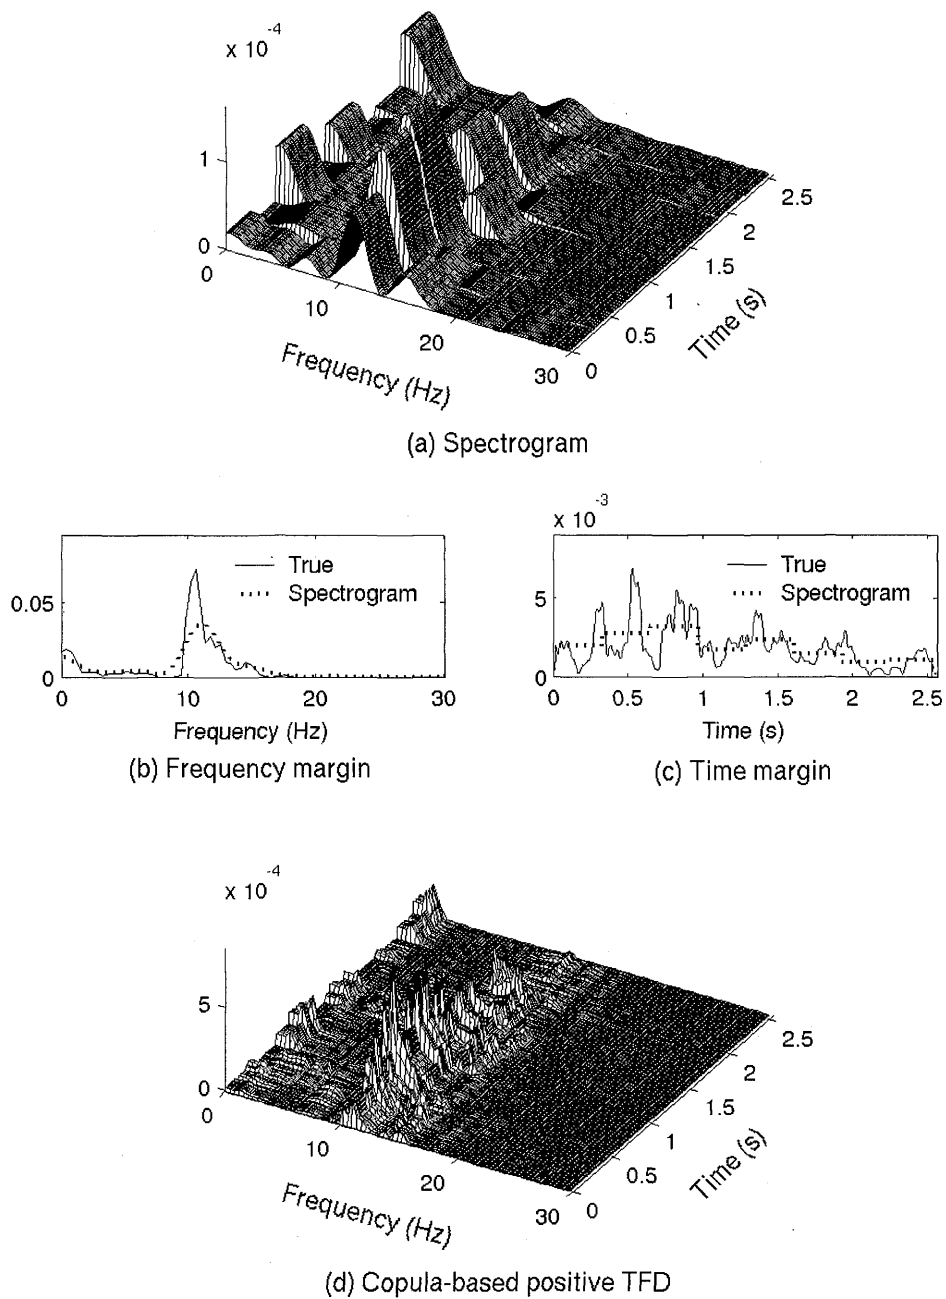 x 10-4
1
0
0
10
20
30
Frequency (Hz)
0
0.5
1
1.5
2
2.5
Time (s)
(a) Spectrogram
0.05
0
0
10
20
30
True
Spectrogram
Frequency (Hz)
(b) Frequency margin
x 10-3
5
0
0
0.5
1
1.5
2
2.5
True
Spectrogram
Time (s)
(c) Time margin
x 10-4
5
0
0
10
20
30
Frequency (Hz)
0
0.5
1
1.5
2
2.5
Time (s)
(d) Copula-based positive TFD